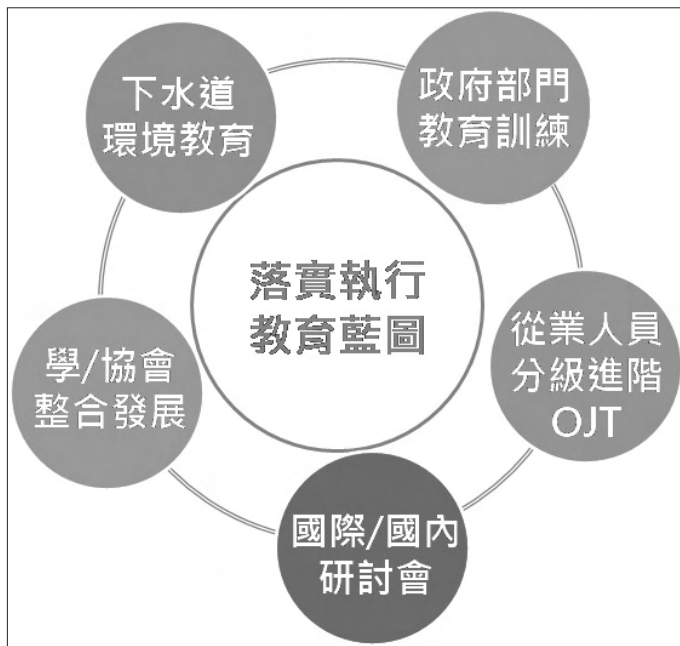 下水道
環境教育
政府部門
教育訓練
落實執行
教育藍圖
從業人員
分級進階
OJT
學/協會
整合發展
國際/國內
研討會